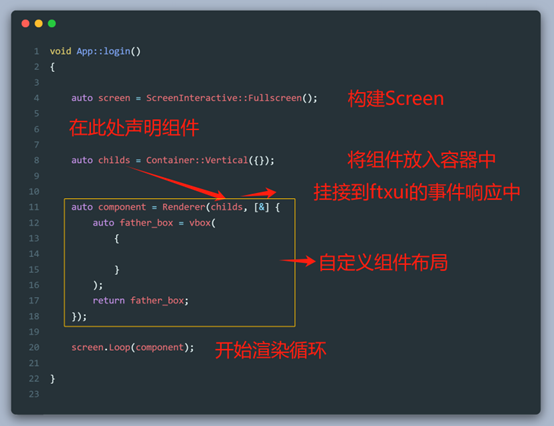 1 void App::login()
2 {
3
4 auto screen = ScreenInteractive::Fullscreen(); 构建Screen
5
6 在此处声明组件
7
8 auto childs = Container::Vertical({}); 将组件放入容器中
9
10 挂接到ftxui的事件响应中
11 auto component = Renderer(childs, [&] {
12 auto father_box = vbox(
13 {
14
15 } 自定义组件布局
16 );
17 return father_box;
18 });
19
20 screen.Loop(component); 开始渲染循环
21
22 }
23